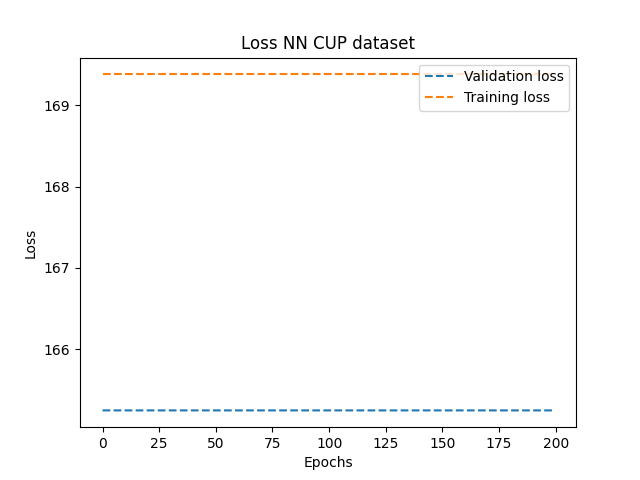 Loss NN CUP dataset
Validation loss
Training loss
169
168
167
166
Loss
0 25 50 75 100 125 150 175 200
Epochs